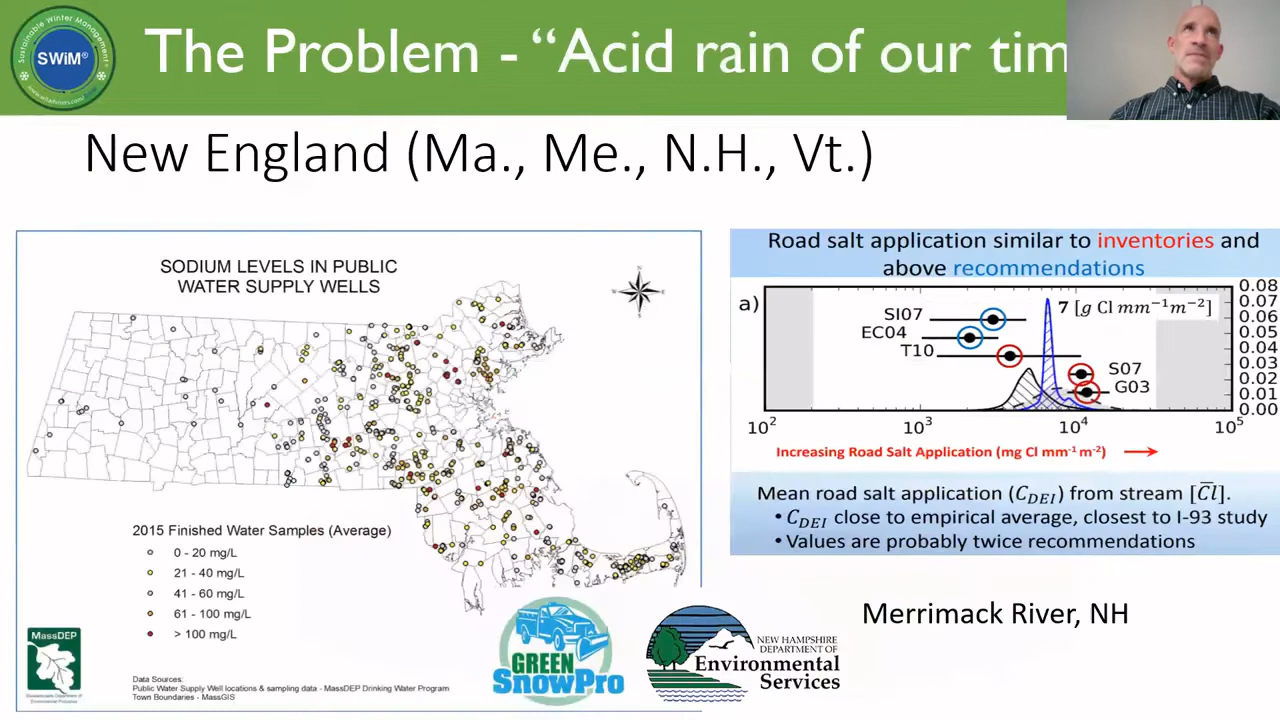 Sustainable Winter Management
SWiM®
The Problem - “Acid rain of our tim
New England (Ma., Me., N.H., Vt.)
SODIUM LEVELS IN PUBLIC
WATER SUPPLY WELLS
2015 Finished Water Samples (Average)
0 - 20 mg/L
21 - 40 mg/L
41 - 60 mg/L
61 - 100 mg/L
> 100 mg/L
MassDEP
Data Sources:
Public Water Supply Well locations & sampling data - MassDEP Drinking Water Program
Town Boundaries - MassGIS
Road salt application similar to inventories and
above recommendations
a)
7 [g Cl mm⁻¹m⁻²]
SI07
EC04
T10
S07
G03
0.08
0.07
0.06
0.05
0.04
0.03
0.02
0.01
0.00
10² 10³ 10⁴ 10⁵
Increasing Road Salt Application (mg Cl mm⁻¹ m⁻²)
Mean road salt application (C_DEI) from stream [C̅l].
• C_DEI close to empirical average, closest to I-93 study
• Values are probably twice recommendations
Merrimack River, NH
GREEN
SnowPro
NEW HAMPSHIRE
DEPARTMENT OF
Environmental
Services